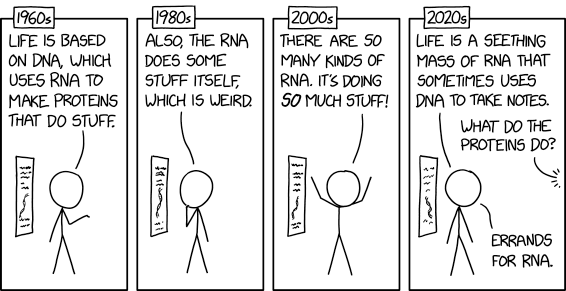 1960s
LIFE IS BASED
ON DNA, WHICH
USES RNA TO
MAKE PROTEINS
THAT DO STUFF.
1980s
ALSO, THE RNA
DOES SOME
STUFF ITSELF,
WHICH IS WEIRD.
2000s
THERE ARE SO
MANY KINDS OF
RNA. IT'S DOING
SO MUCH STUFF!
2020s
LIFE IS A SEETHING
MASS OF RNA THAT
SOMETIMES USES
DNA TO TAKE NOTES.
WHAT DO THE
PROTEINS DO?
ERRANDS
FOR RNA.